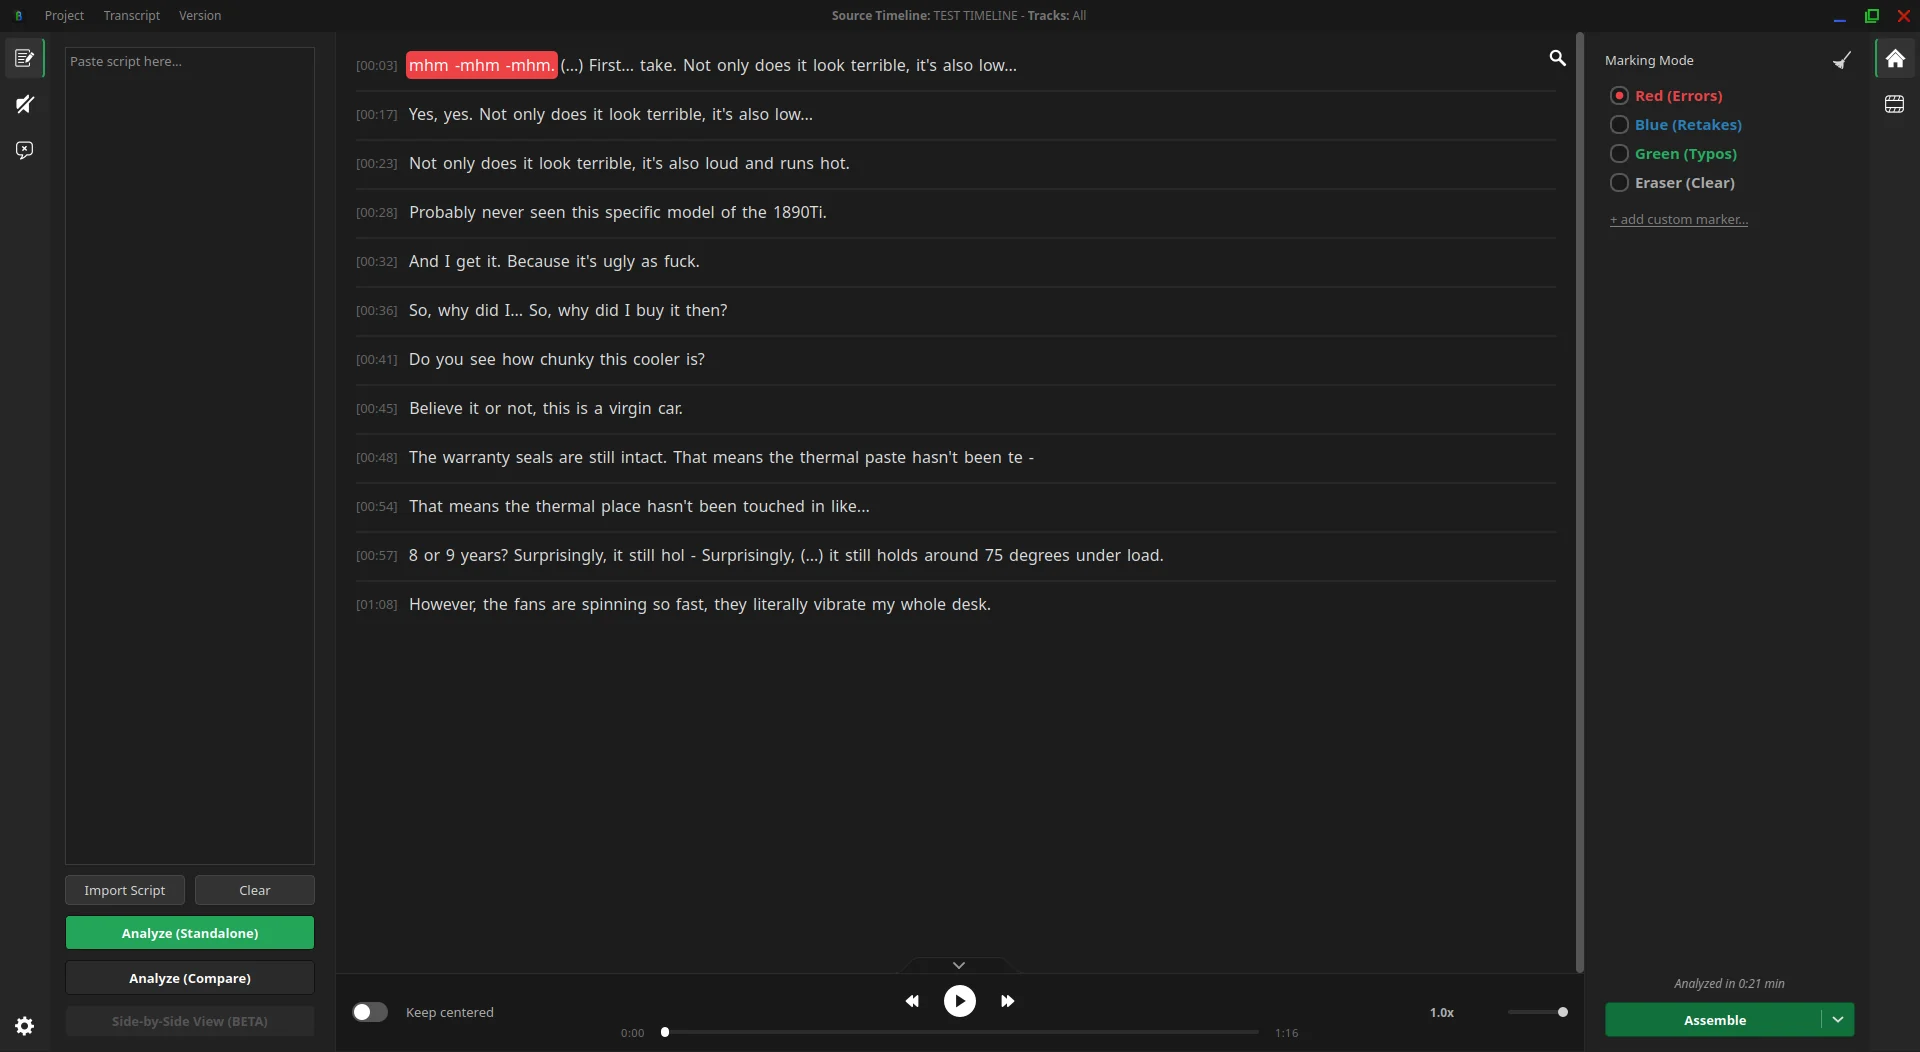 Project Transcript Version
Source Timeline: TEST TIMELINE - Tracks: All
Paste script here...
[00:03] mhm -mhm -mhm. (...) First... take. Not only does it look terrible, it's also low...
[00:17] Yes, yes. Not only does it look terrible, it's also low...
[00:23] Not only does it look terrible, it's also loud and runs hot.
[00:28] Probably never seen this specific model of the 1890Ti.
[00:32] And I get it. Because it's ugly as fuck.
[00:36] So, why did I... So, why did I buy it then?
[00:41] Do you see how chunky this cooler is?
[00:45] Believe it or not, this is a virgin car.
[00:48] The warranty seals are still intact. That means the thermal paste hasn't been te -
[00:54] That means the thermal place hasn't been touched in like...
[00:57] 8 or 9 years? Surprisingly, it still hol - Surprisingly, (...) it still holds around 75 degrees under load.
[01:08] However, the fans are spinning so fast, they literally vibrate my whole desk.
Marking Mode
Red (Errors)
Blue (Retakes)
Green (Typos)
Eraser (Clear)
+ add custom marker...
Import Script Clear
Analyze (Standalone)
Analyze (Compare)
Side-by-Side View (BETA)
Keep centered
0:00 1:16
1.0x
Analyzed in 0:21 min
Assemble